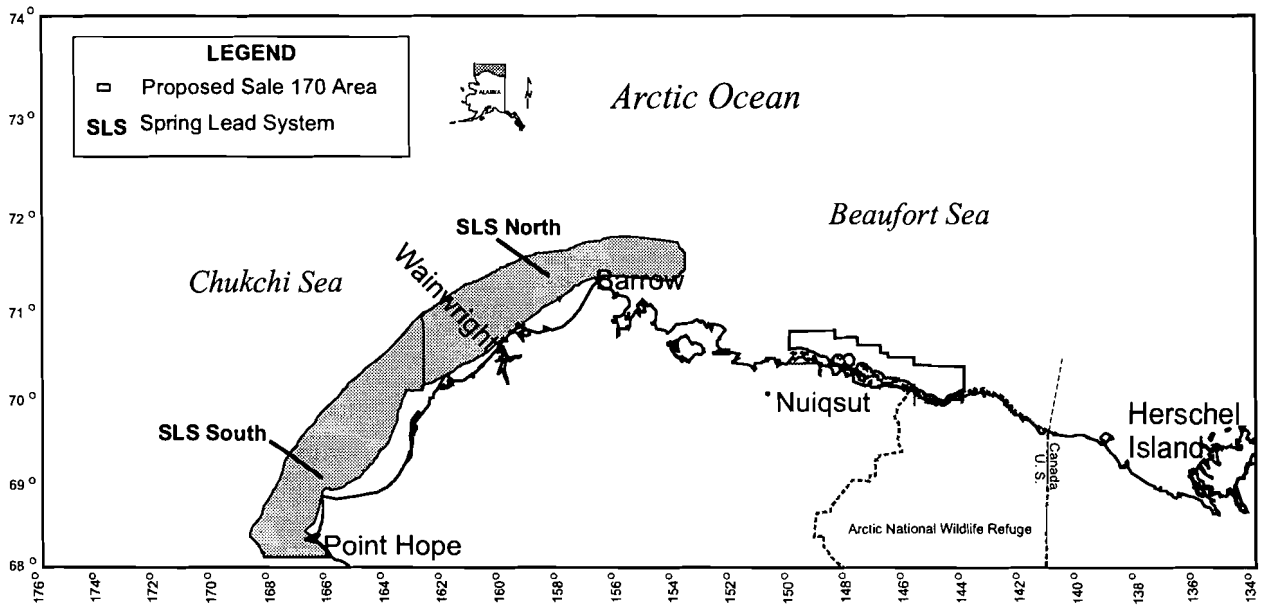 74°
LEGEND
Proposed Sale 170 Area
SLS Spring Lead System
ALASKA
N
Arctic Ocean
73°
72°
Beaufort Sea
SLS North
Chukchi Sea
Wainwright
Barrow
71°
70°
Nuiqsut
Herschel
Island
SLS South
Canada
U.S.
69°
Arctic National Wildlife Refuge
Point Hope
68°
176° 174° 172° 170° 168° 166° 164° 162° 160° 158° 156° 154° 152° 150° 148° 146° 144° 142° 140° 138° 136° 134°